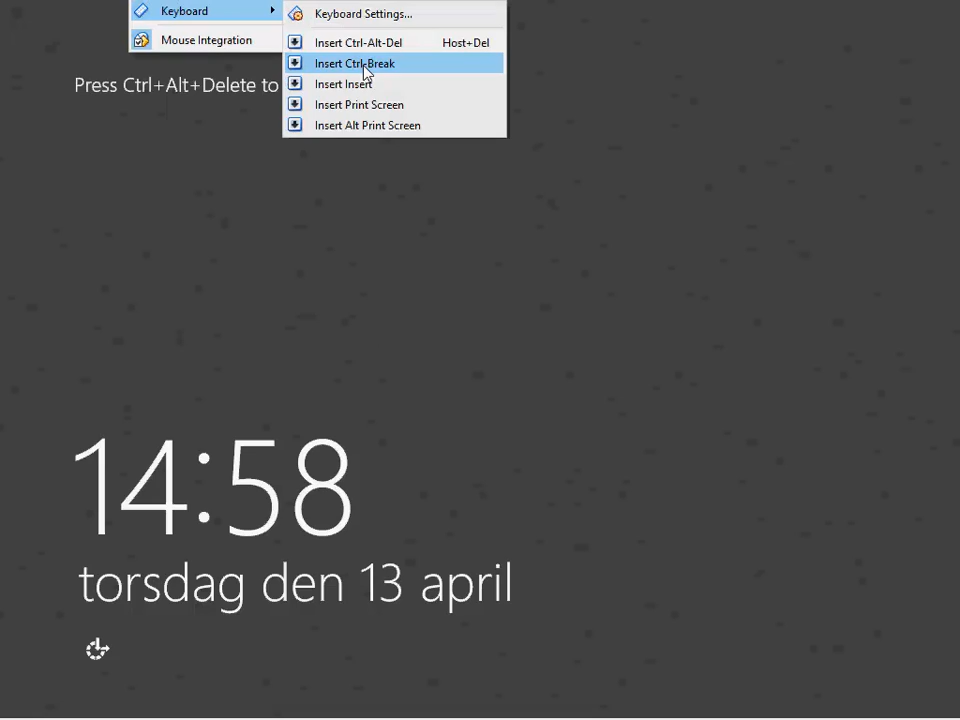 Keyboard
Mouse Integration
Keyboard Settings...
Insert Ctrl-Alt-Del Host+Del
Insert Ctrl-Break
Insert Insert
Insert Print Screen
Insert Alt Print Screen
Press Ctrl+Alt+Delete to
14:58
torsdag den 13 april